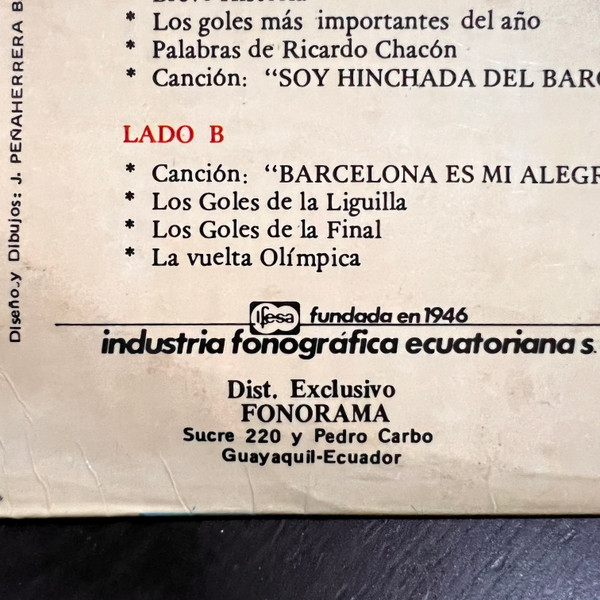 * Los goles más importantes del año
* Palabras de Ricardo Chacón
* Canción: "SOY HINCHADA DEL
LADO B
* Canción: "BARCELONA ES MI
* Los Goles de la Liguilla
* Los Goles de la Final
* La vuelta Olímpica
ifesa fundada en 1946
industria fonográfica ecuatoriana s.
Dist. Exclusivo
FONORAMA
Sucre 220 y Pedro Carbo
Guayaquil-Ecuador
Diseño y Dibujos: J. PEÑAHERRERA B